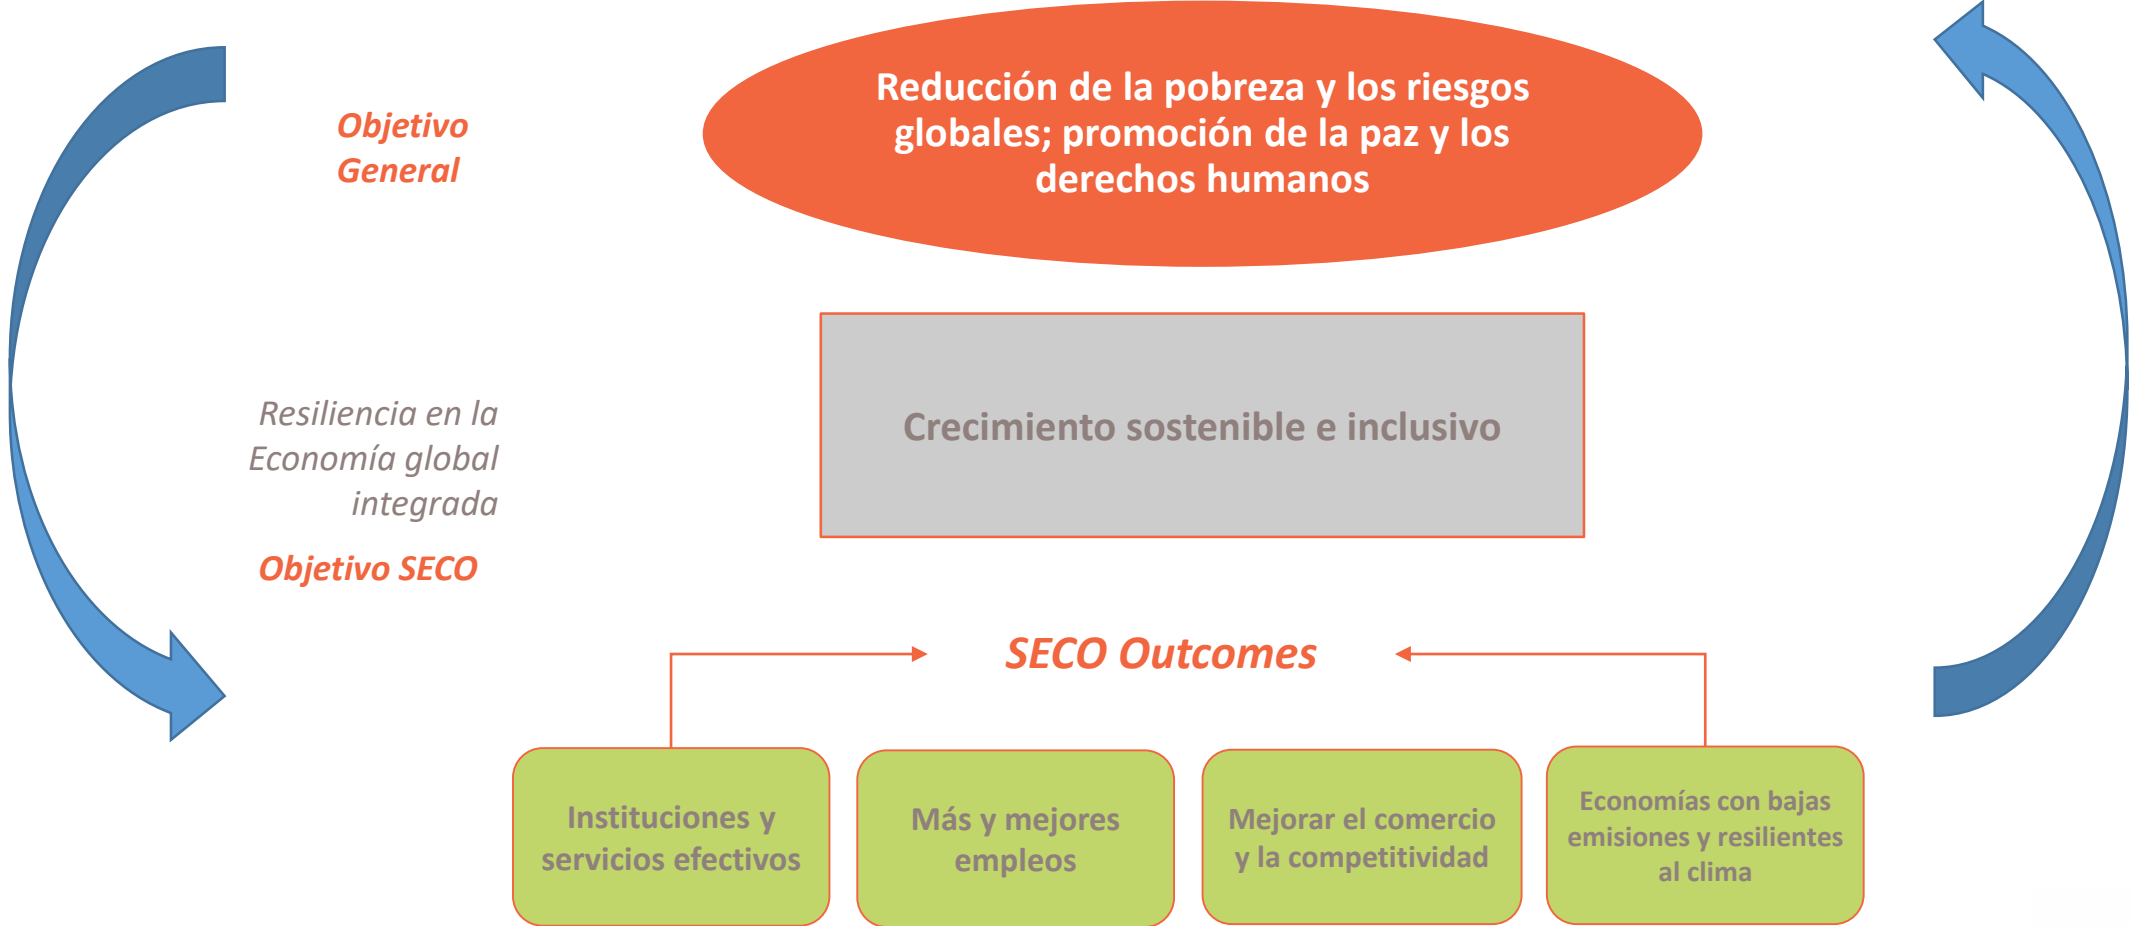 Objetivo
General
Reducción de la pobreza y los riesgos
globales; promoción de la paz y los
derechos humanos
Resiliencia en la
Economía global
integrada
Objetivo SECO
Crecimiento sostenible e inclusivo
SECO Outcomes
Instituciones y
servicios efectivos
Más y mejores
empleos
Mejorar el comercio
y la competitividad
Economías con bajas
emisiones y resilientes
al clima